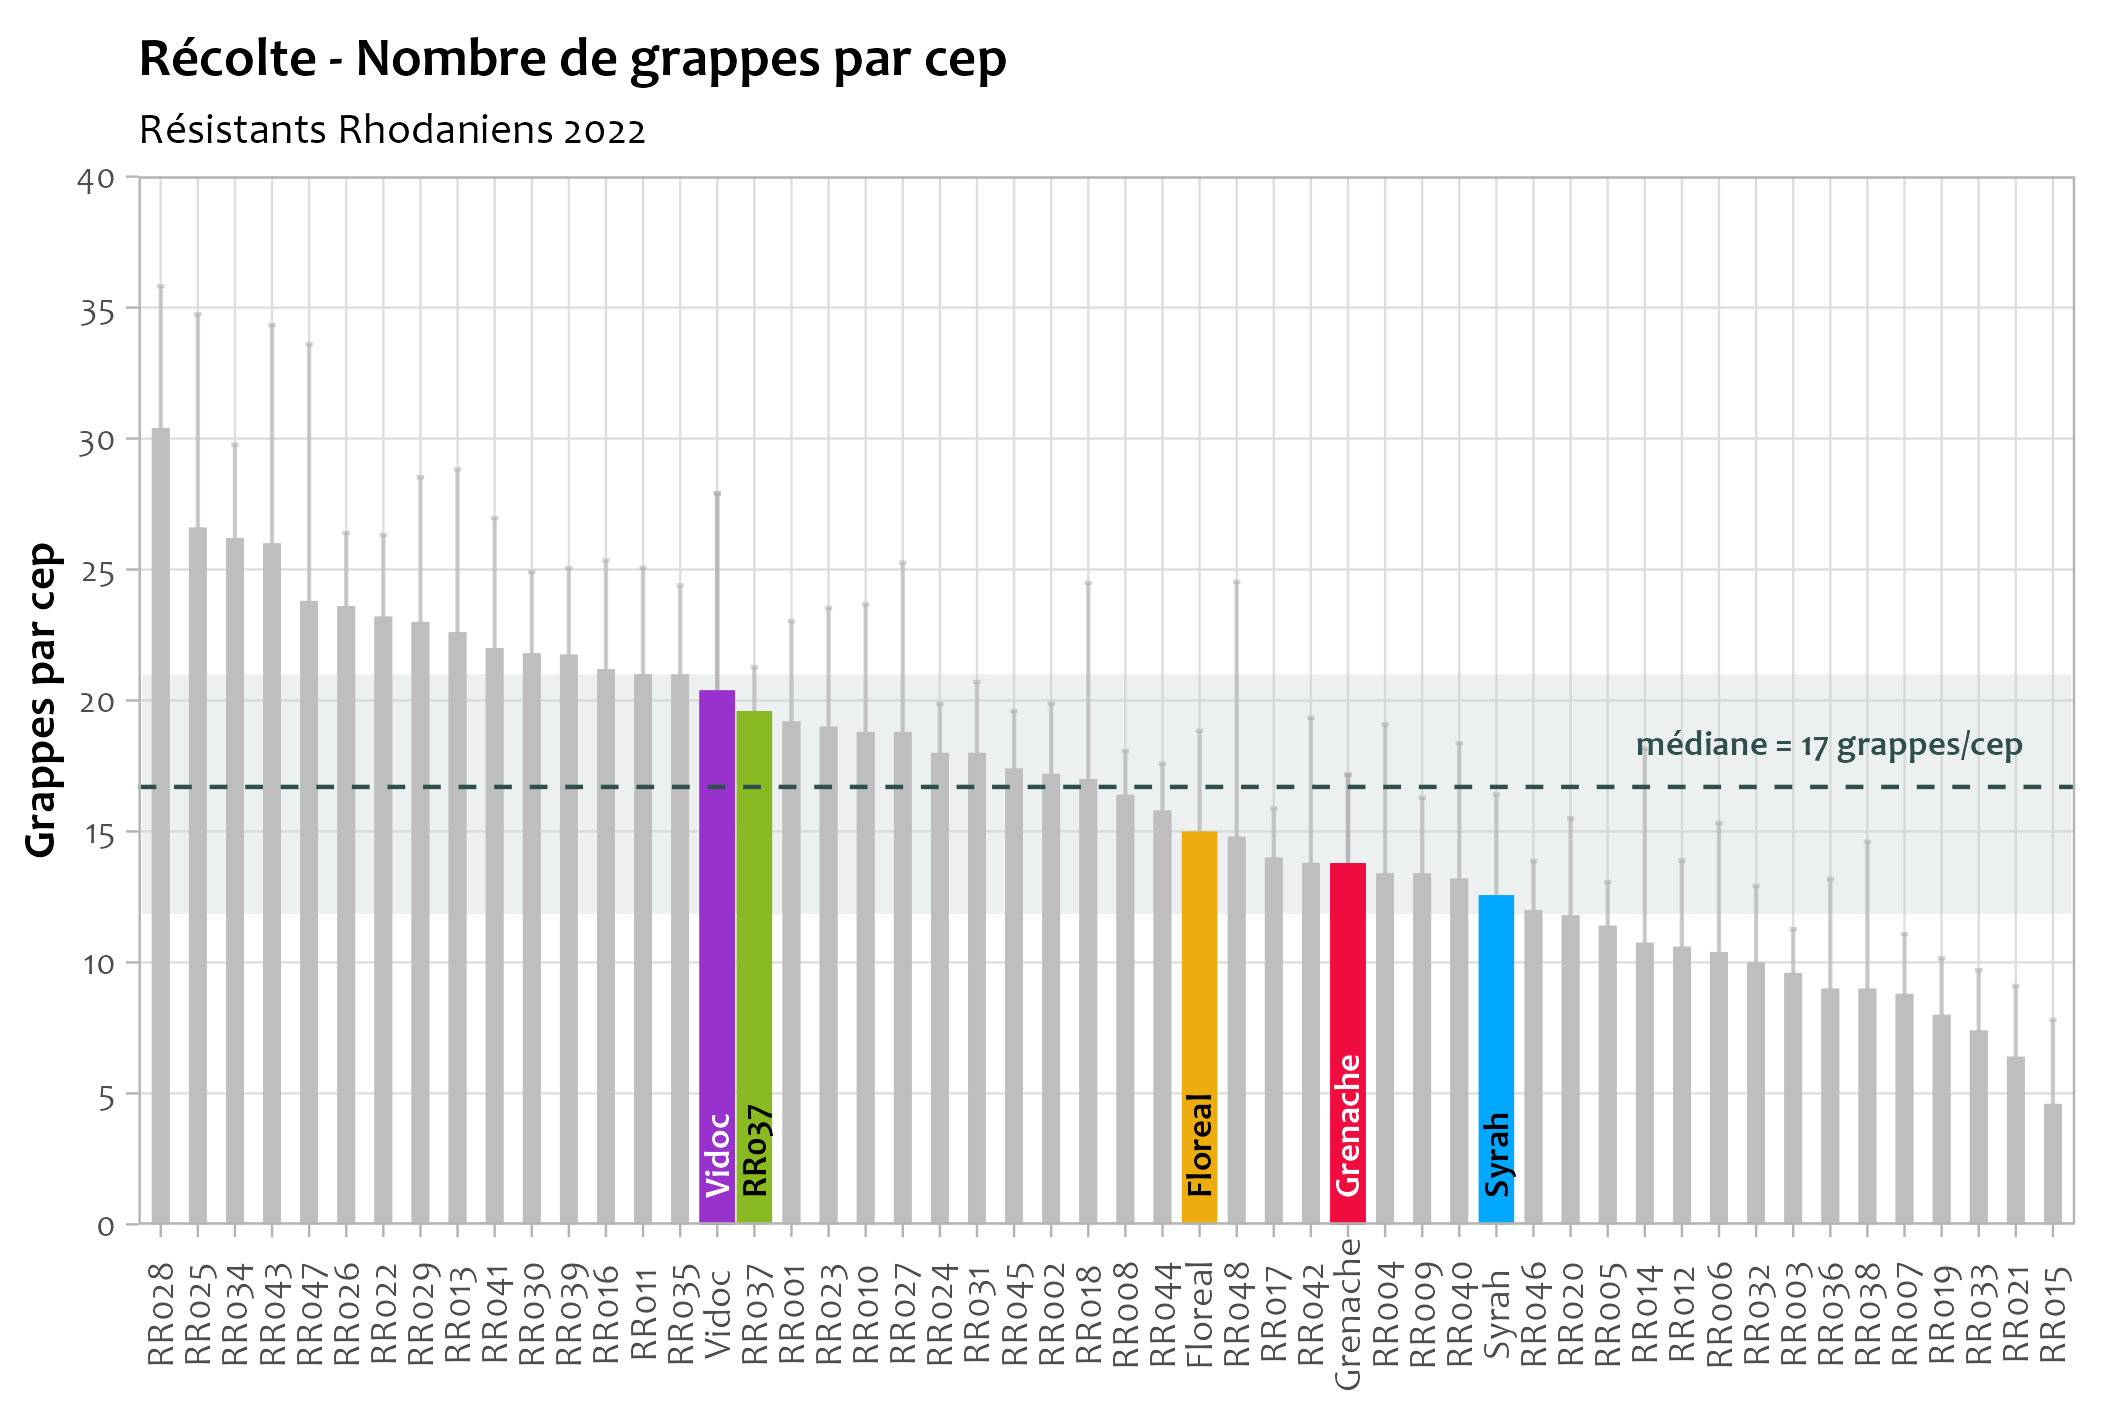 Récolte - Nombre de grappes par cep
Résistants Rhodaniens 2022
40
35
30
25
20
15
10
5
0
Grappes par cep
médiane = 17 grappes/cep
Vidoc
RR037
Floreal
Grenache
Syrah
RR028
RR025
RR034
RR043
RR047
RR026
RR022
RR029
RR013
RR041
RR030
RR039
RR016
RR011
RR035
Vidoc
RR037
RR001
RR023
RR010
RR027
RR024
RR031
RR045
RR002
RR018
RR008
RR044
Floreal
RR048
RR017
RR042
Grenache
RR004
RR009
RR040
Syrah
RR046
RR020
RR005
RR014
RR012
RR006
RR032
RR003
RR036
RR038
RR007
RR019
RR033
RR021
RR015